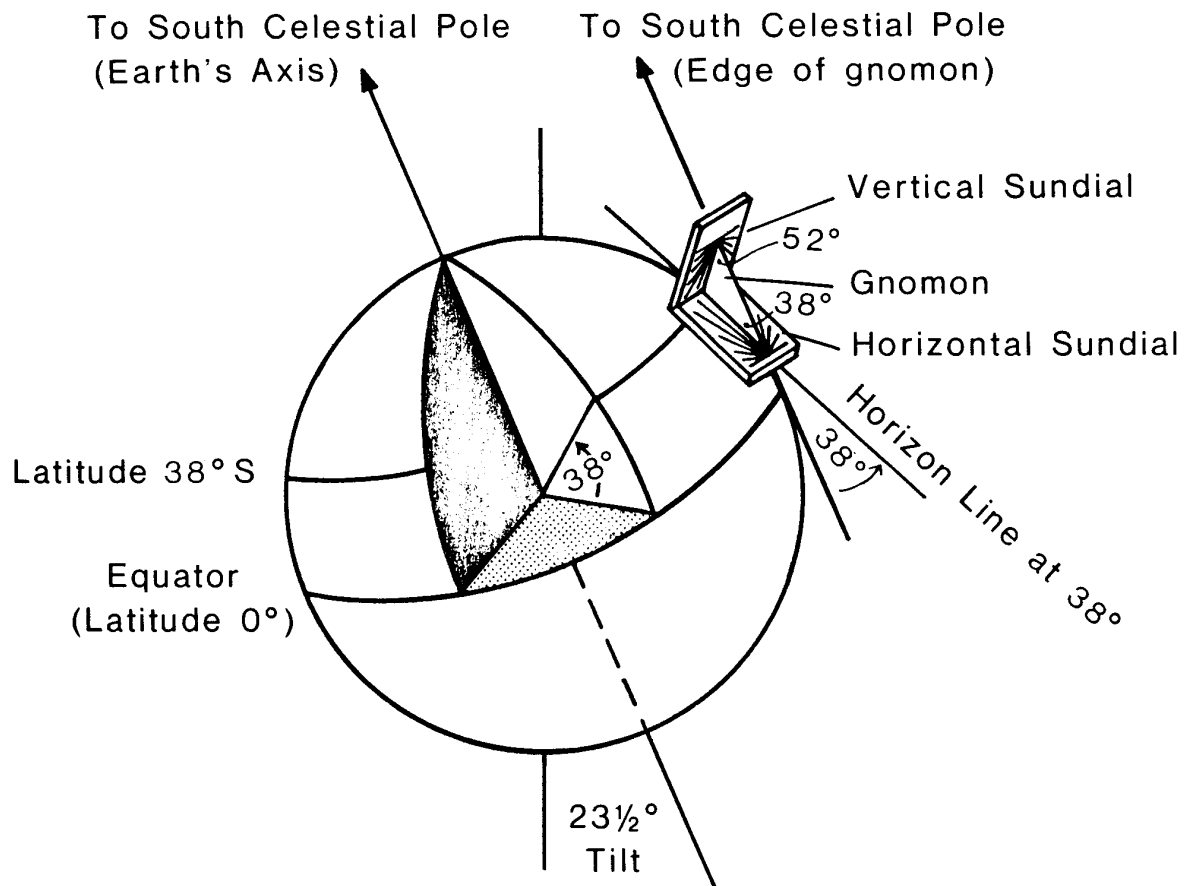 To South Celestial Pole
(Earth's Axis)
To South Celestial Pole
(Edge of gnomon)
Vertical Sundial
52°
Gnomon
38°
Horizontal Sundial
Horizon Line at 38°
38°
38°
Latitude 38°S
Equator
(Latitude 0°)
23½°
Tilt